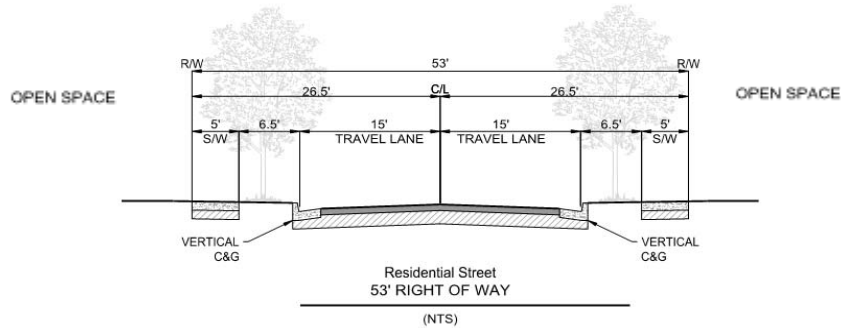 R/W 53' R/W
OPEN SPACE 26.5' C/L 26.5' OPEN SPACE
5' 6.5' 15' 15' 6.5' 5'
S/W TRAVEL LANE TRAVEL LANE S/W
VERTICAL VERTICAL
C&G C&G
Residential Street
53' RIGHT OF WAY
(NTS)